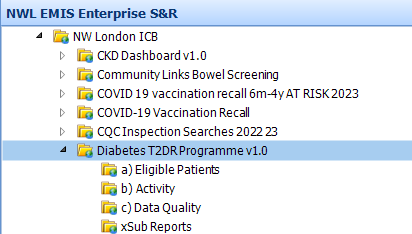 NWL EMIS Enterprise S&R
NW London ICB
CKD Dashboard v1.0
Community Links Bowel Screening
COVID 19 vaccination recall 6m-4y AT RISK 2023
COVID-19 Vaccination Recall
CQC Inspection Searches 2022 23
Diabetes T2DR Programme v1.0
a) Eligible Patients
b) Activity
c) Data Quality
xSub Reports